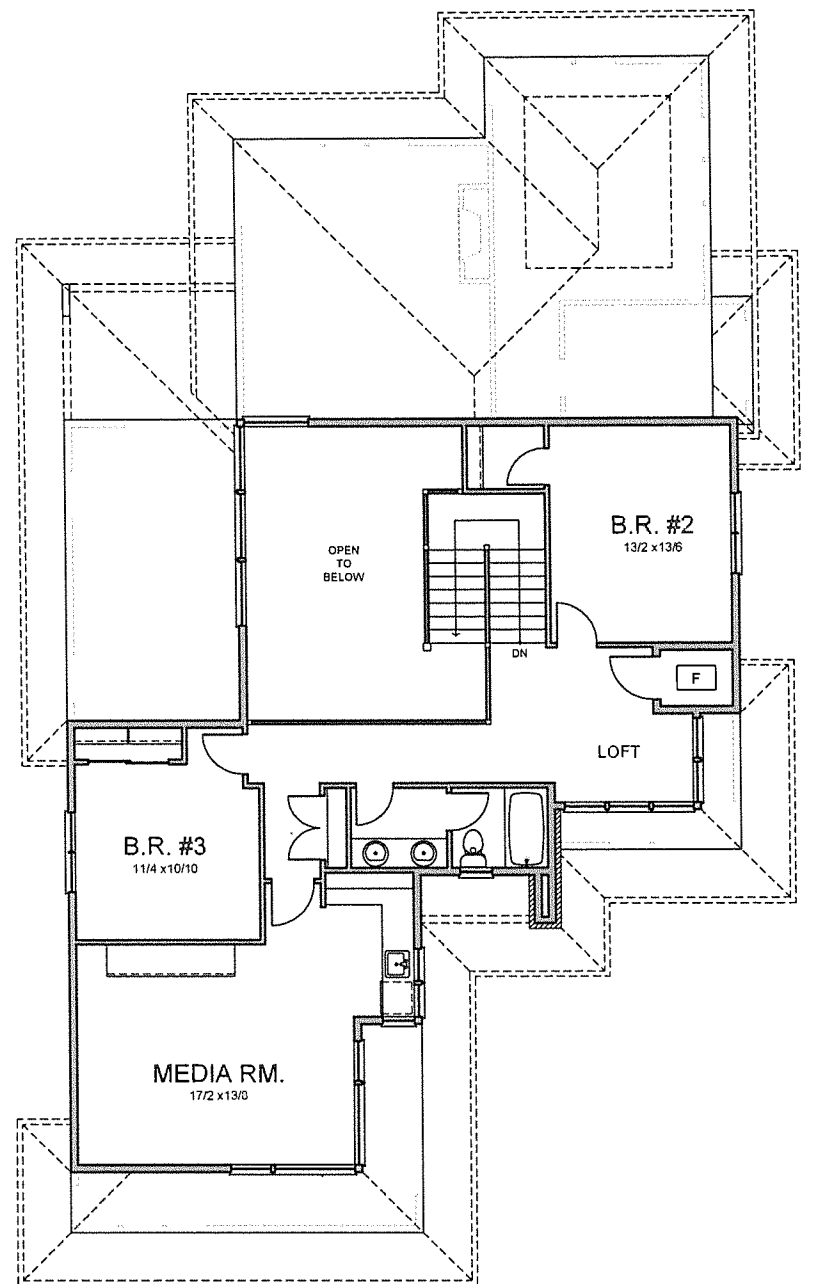 OPEN
TO
BELOW
B.R. #2
13/2 x13/6
DN
F
LOFT
B.R. #3
11/4 x10/10
MEDIA RM.
17/2 x13/8